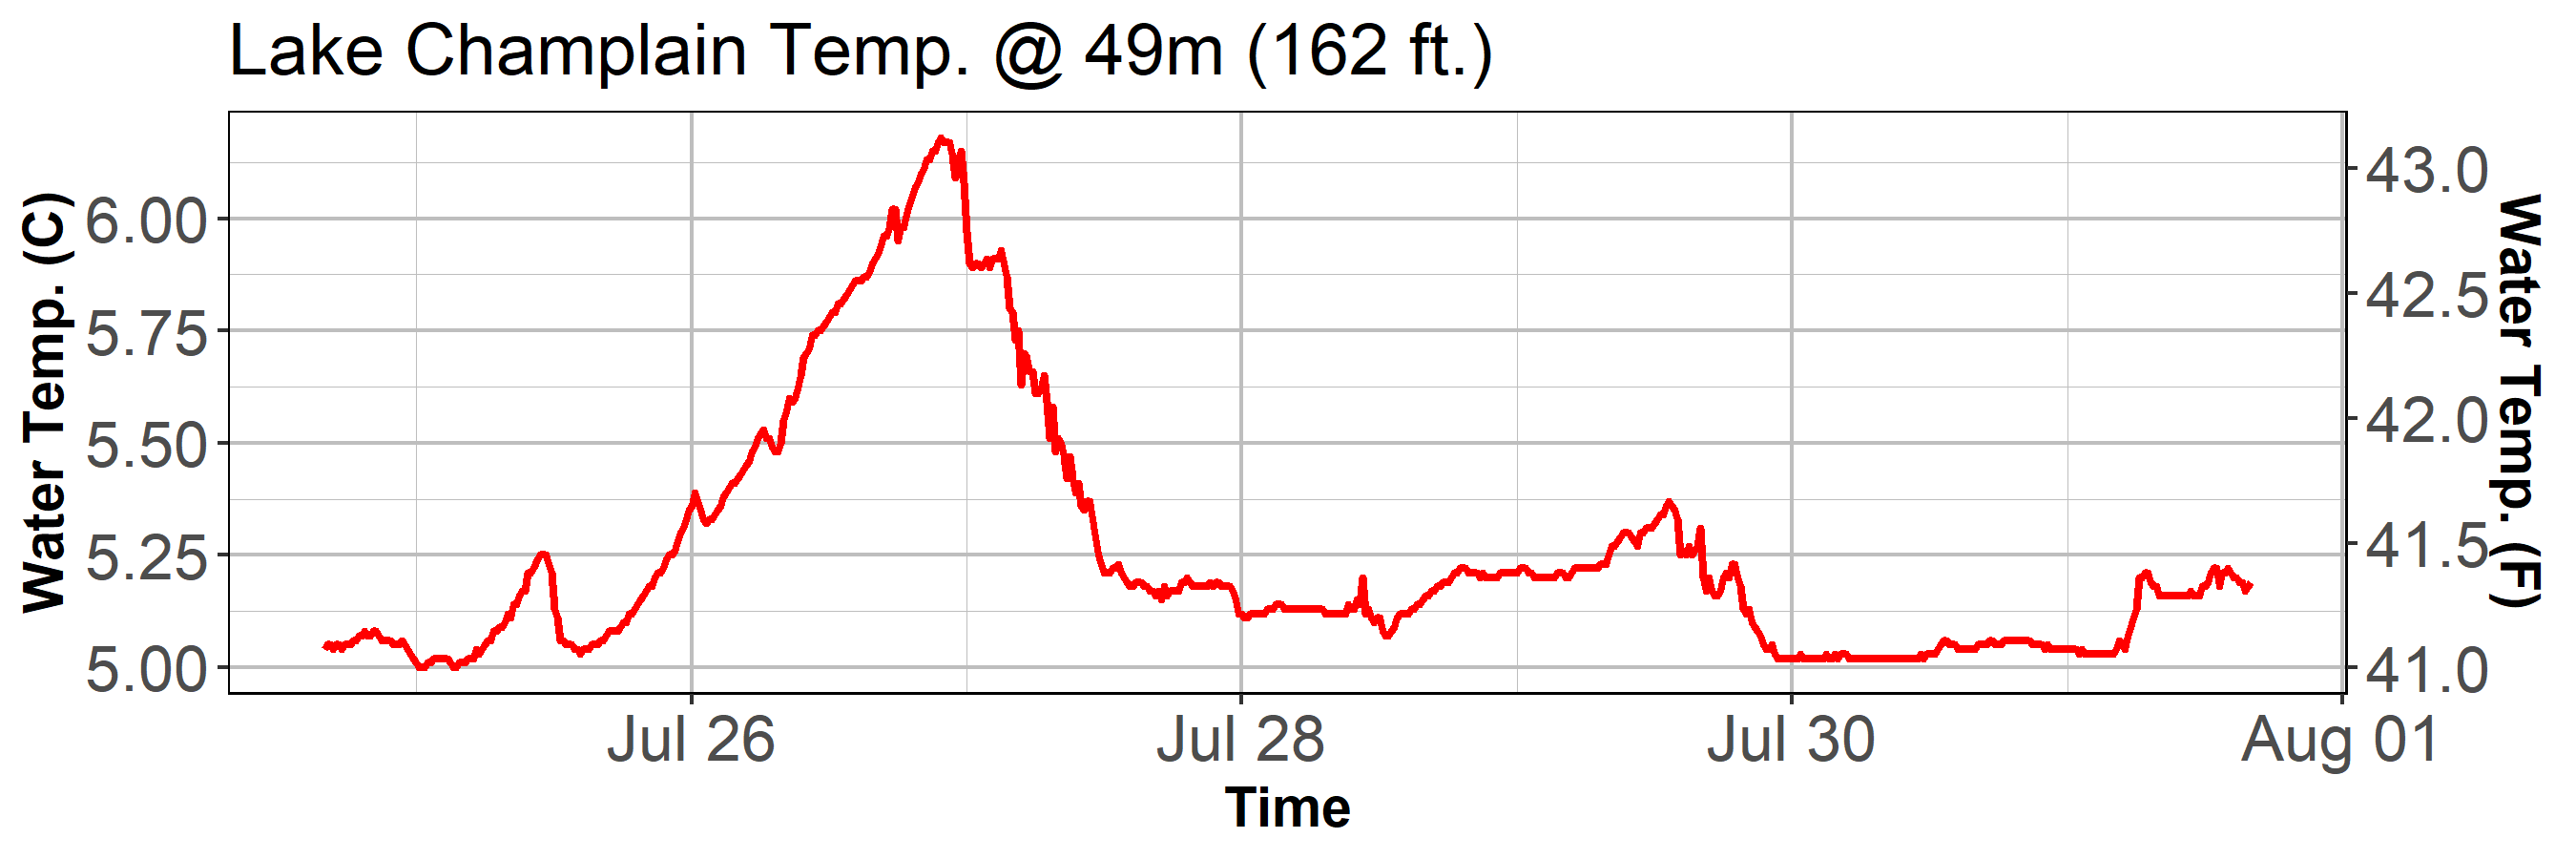 Lake Champlain Temp. @ 49m (162 ft.)
Water Temp. (C)
6.00
5.75
5.50
5.25
5.00
43.0
42.5
42.0
41.5
41.0
Water Temp. (F)
Jul 26 Jul 28 Jul 30 Aug 01
Time